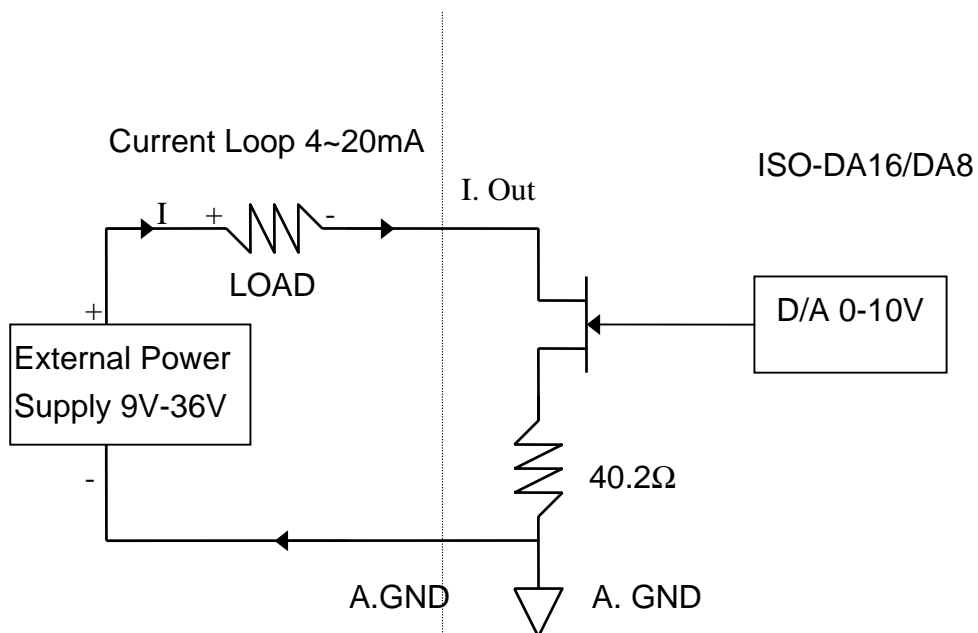 Current Loop 4~20mA
ISO-DA16/DA8
I. Out
I
+
-
LOAD
+
External Power
Supply 9V-36V
-
D/A 0-10V
40.2Ω
A.GND
A. GND